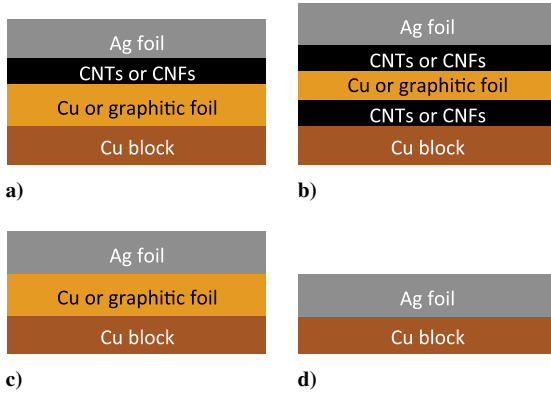 Ag foil
CNTs or CNFs
Cu or graphitic foil
Cu block
a)
Ag foil
CNTs or CNFs
Cu or graphitic foil
CNTs or CNFs
Cu block
b)
Ag foil
Cu or graphitic foil
Cu block
c)
Ag foil
Cu block
d)